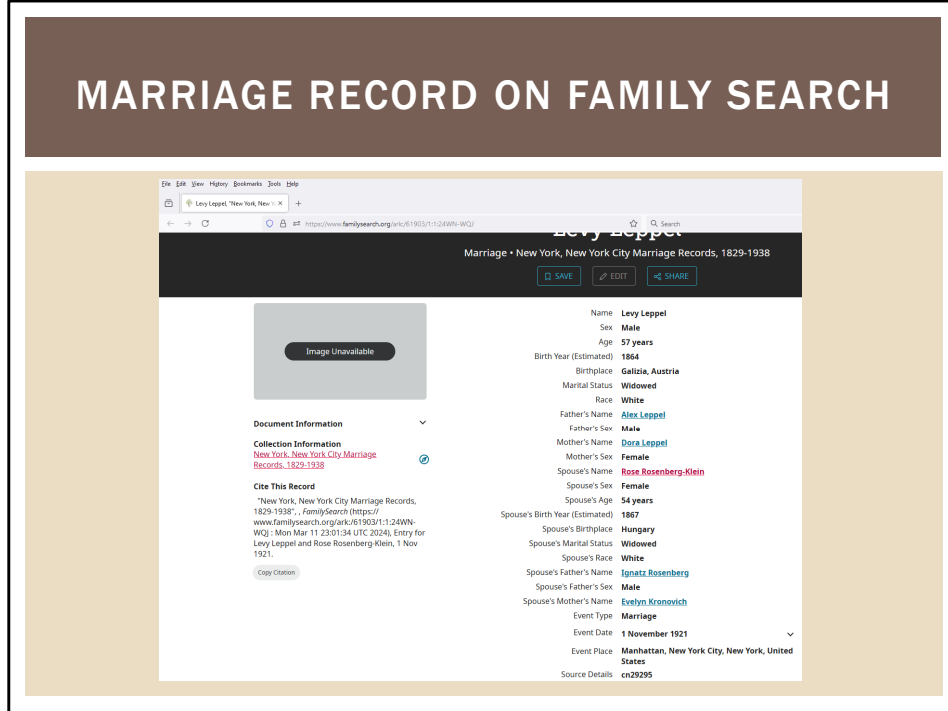 MARRIAGE RECORD ON FAMILY SEARCH
File Edit View History Bookmarks Tools Help
Levy Leppel, "New York, New Yo
https://www.familysearch.org/ark:/61903/1:1:24WN-WQJ/
Search
Levy Leppel
Marriage • New York, New York City Marriage Records, 1829-1938
SAVE EDIT SHARE
Image Unavailable
Document Information
Collection Information
New York, New York City Marriage
Records, 1829-1938
Cite This Record
"New York, New York City Marriage Records,
1829-1938", , FamilySearch (https://
www.familysearch.org/ark:/61903/1:1:24WN-
WQJ : Mon Mar 11 23:01:34 UTC 2024), Entry for
Levy Leppel and Rose Rosenberg-Klein, 1 Nov
1921.
Copy Citation
Name Levy Leppel
Sex Male
Age 57 years
Birth Year (Estimated) 1864
Birthplace Galizia, Austria
Marital Status Widowed
Race White
Father's Name Alex Leppel
Father's Sex Male
Mother's Name Dora Leppel
Mother's Sex Female
Spouse's Name Rose Rosenberg-Klein
Spouse's Sex Female
Spouse's Age 54 years
Spouse's Birth Year (Estimated) 1867
Spouse's Birthplace Hungary
Spouse's Marital Status Widowed
Spouse's Race White
Spouse's Father's Name Ignatz Rosenberg
Spouse's Father's Sex Male
Spouse's Mother's Name Evelyn Kronovich
Event Type Marriage
Event Date 1 November 1921
Event Place Manhattan, New York City, New York, United
States
Source Details cn29295